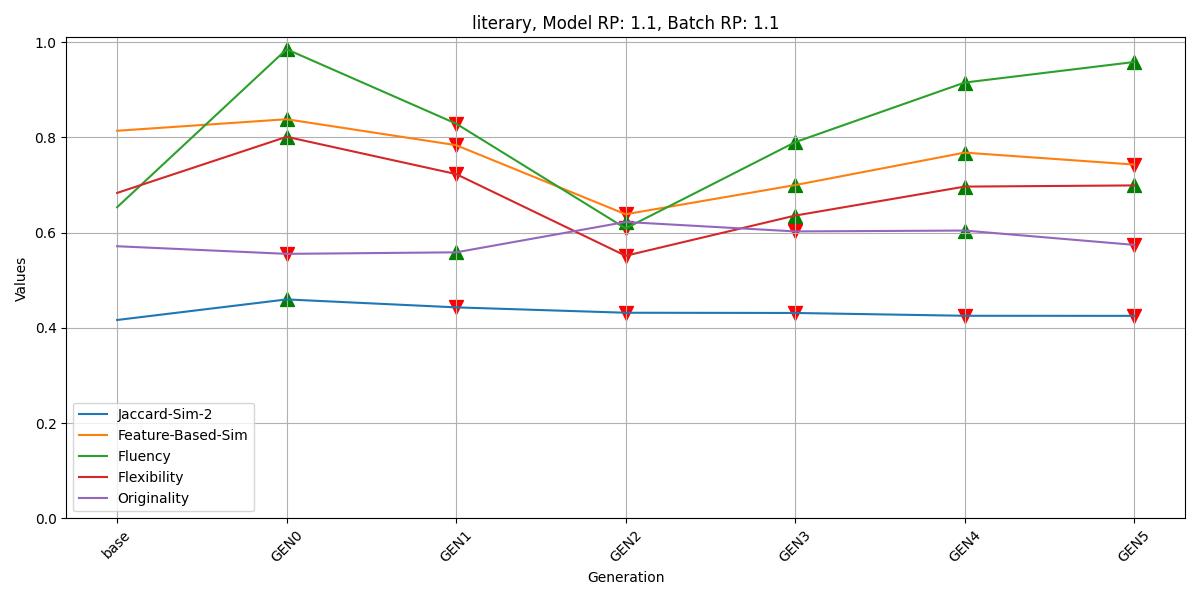 literary, Model RP: 1.1, Batch RP: 1.1
Values
1.0
0.8
0.6
0.4
0.2
0.0
Jaccard-Sim-2
Feature-Based-Sim
Fluency
Flexibility
Originality
base
GEN0
GEN1
GEN2
GEN3
GEN4
GEN5
Generation